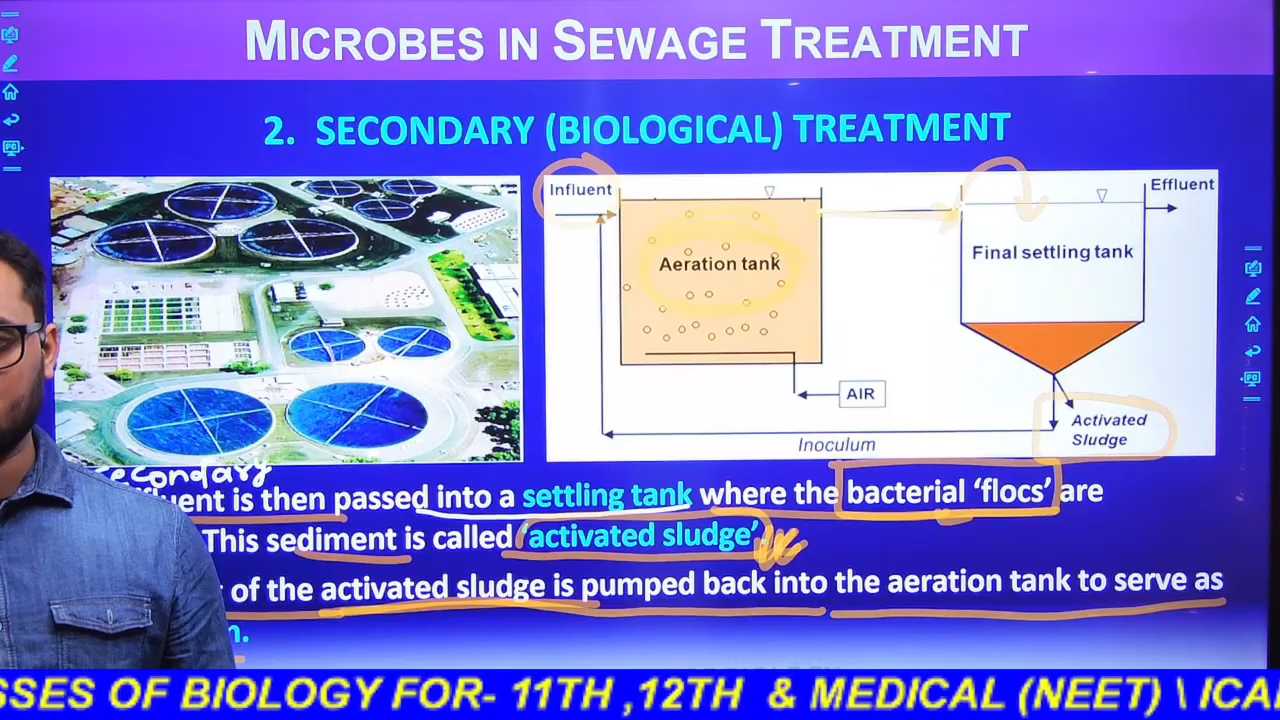 MICROBES IN SEWAGE TREATMENT
2. SECONDARY (BIOLOGICAL) TREATMENT
Influent
Effluent
Aeration tank
Final settling tank
AIR
Activated
Sludge
Inoculum
secondary
is then passed into a settling tank where the bacterial ‘flocs’ are
This sediment is called ‘activated sludge’.
of the activated sludge is pumped back into the aeration tank to serve as
OF BIOLOGY FOR- 11TH ,12TH & MEDICAL (NEET) \